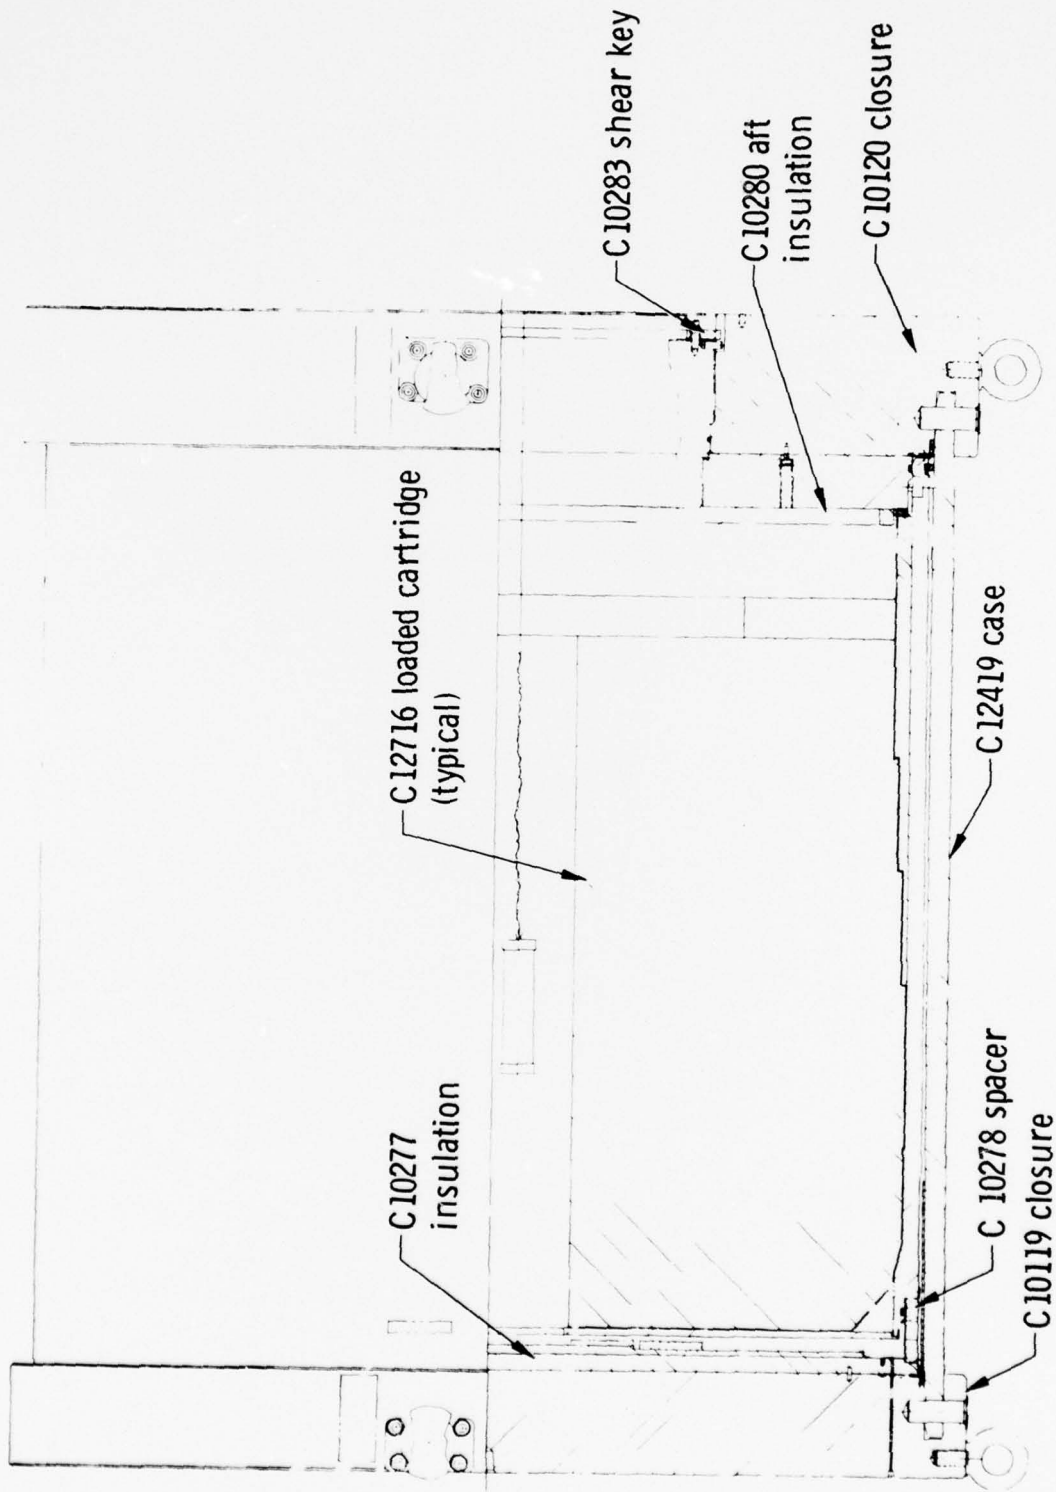 C10277
insulation
C12716 loaded cartridge
(typical)
C10283 shear key
C10280 aft
insulation
C10120 closure
C12419 case
C 10278 spacer
C10119 closure